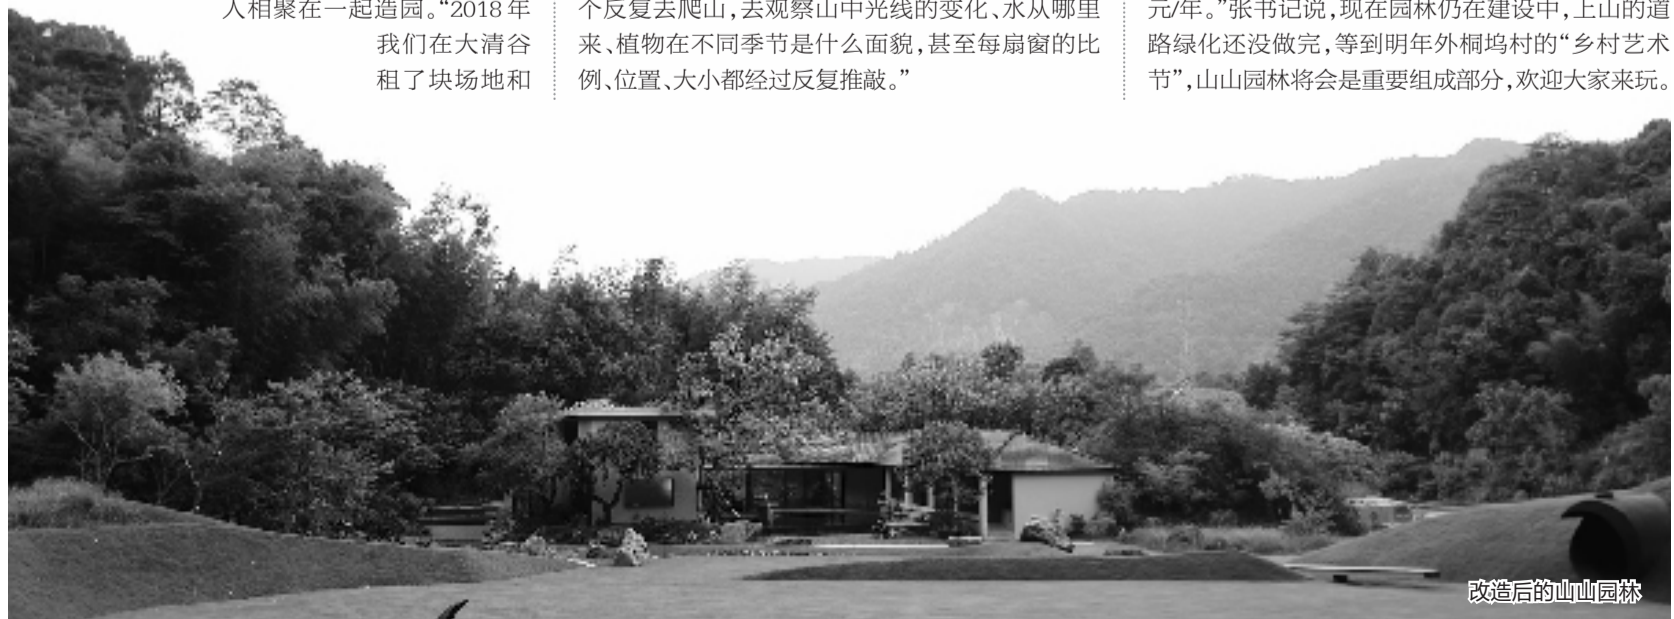 人相聚在一起造园。“2018年
我们在大清谷
租了块场地和
个反复去爬山，去观察山中光线的变化、水从哪里
来、植物在不同季节是什么面貌，甚至每扇窗的比
例、位置、大小都经过反复推敲。”
元/年。”张书记说，现在园林仍在建设中，上山的道
路绿化还没做完，等到明年外桐坞村的“乡村艺术
节”，山山园林将会是重要组成部分，欢迎大家来玩。
改造后的山山园林